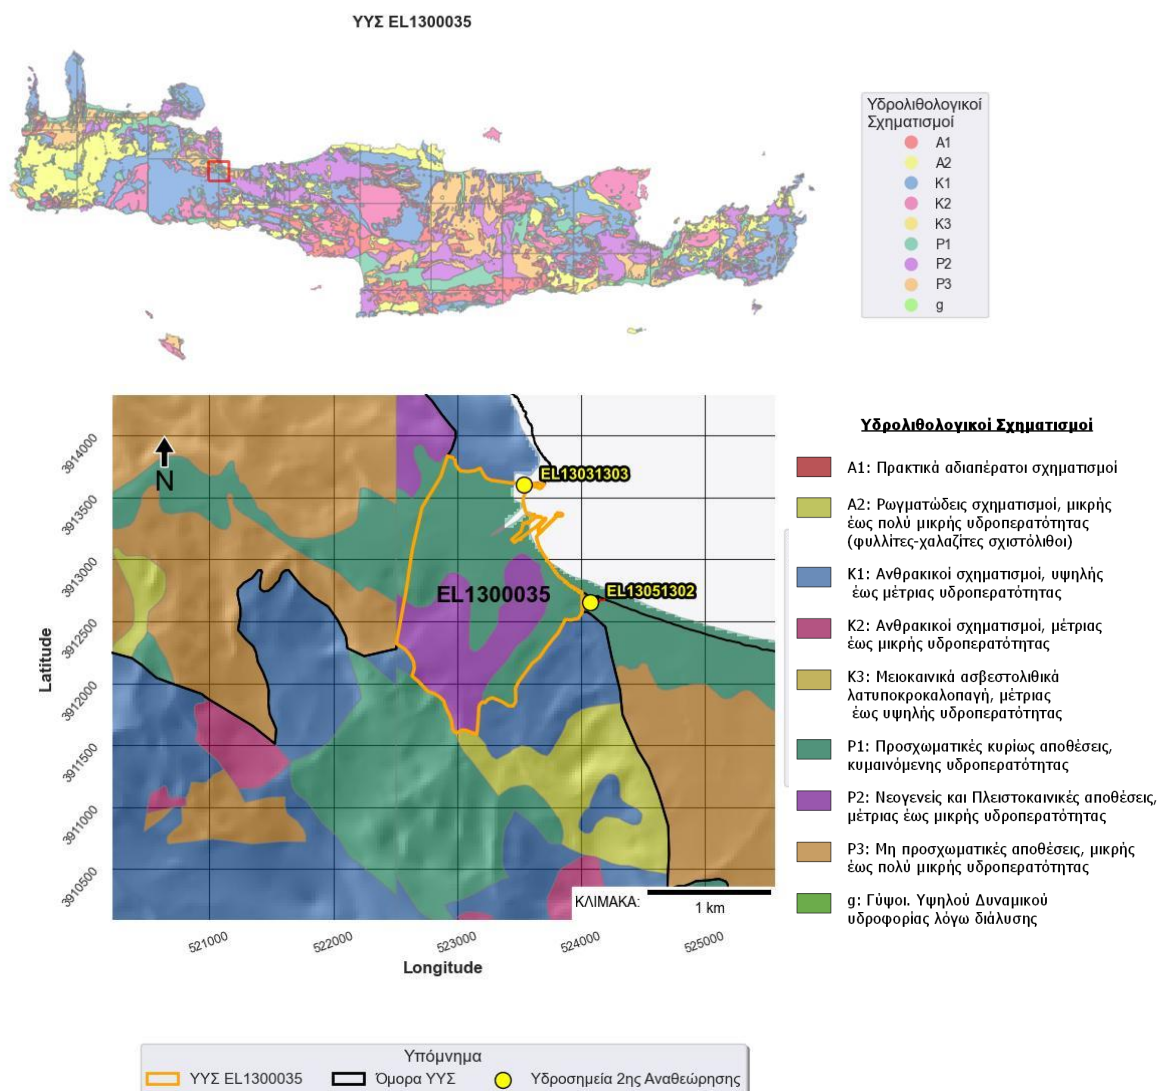 ΥΥΣ EL1300035
Υδρολιθολογικοί
Σχηματισμοί
A1
A2
K1
K2
K3
P1
P2
P3
g
Υδρολιθολογικοί Σχηματισμοί
A1: Πρακτικά αδιαπέρατοι σχηματισμοί
A2: Ρωγματώδεις σχηματισμοί, μικρής
έως πολύ μικρής υδροπερατότητας
(φυλλίτες-χαλαζίτες σχιστόλιθοι)
K1: Ανθρακικοί σχηματισμοί, υψηλής
έως μέτριας υδροπερατότητας
K2: Ανθρακικοί σχηματισμοί, μέτριας
έως μικρής υδροπερατότητας
K3: Μειοκαινικά ασβεστολιθικά
λατυποκροκαλοπαγή, μέτριας
έως υψηλής υδροπερατότητας
P1: Προσχωματικές κυρίως αποθέσεις,
κυμαινόμενης υδροπερατότητας
P2: Νεογενείς και Πλειστοκαινικές αποθέσεις,
μέτριας έως μικρής υδροπερατότητας
P3: Μη προσχωματικές αποθέσεις, μικρής
έως πολύ μικρής υδροπερατότητας
g: Γύψοι. Υψηλού Δυναμικού
υδροφορίας λόγω διάλυσης
N
EL13031303
EL1300035
EL13051302
ΚΛΙΜΑΚΑ:
1 km
Latitude
3914000
3913500
3913000
3912500
3912000
3911500
3911000
3910500
521000
522000
523000
524000
525000
Longitude
Υπόμνημα
ΥΥΣ EL1300035
Όμορα ΥΥΣ
Υδροσημεία 2ης Αναθεώρησης